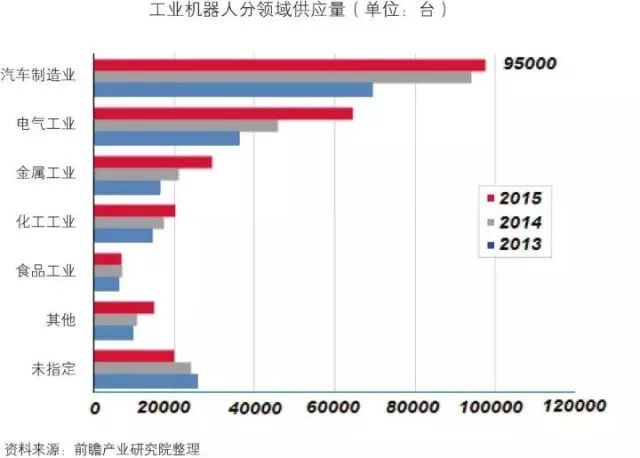 工业机器人分领域供应量（单位：台）
汽车制造业
95000
电气工业
金属工业
2015
化工工业
2014
2013
食品工业
其他
未指定
0 20000 40000 60000 80000 100000 120000
资料来源：前瞻产业研究院整理